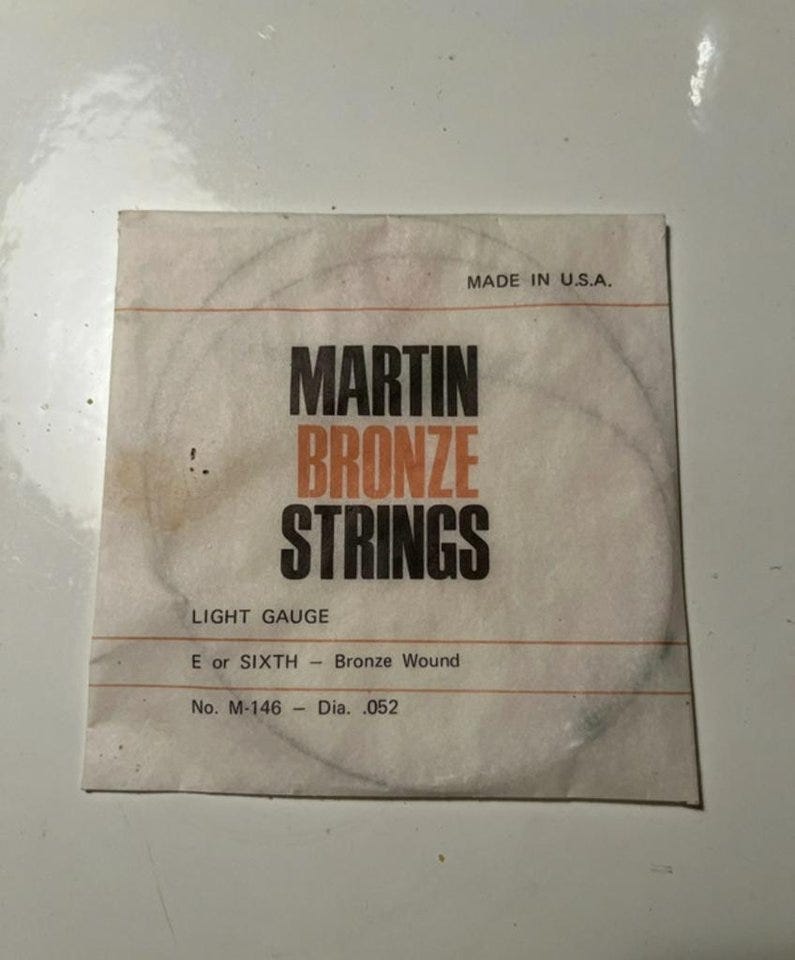 MADE IN U.S.A.
MARTIN
BRONZE
STRINGS
LIGHT GAUGE
E or SIXTH — Bronze Wound
No. M-146 — Dia. .052